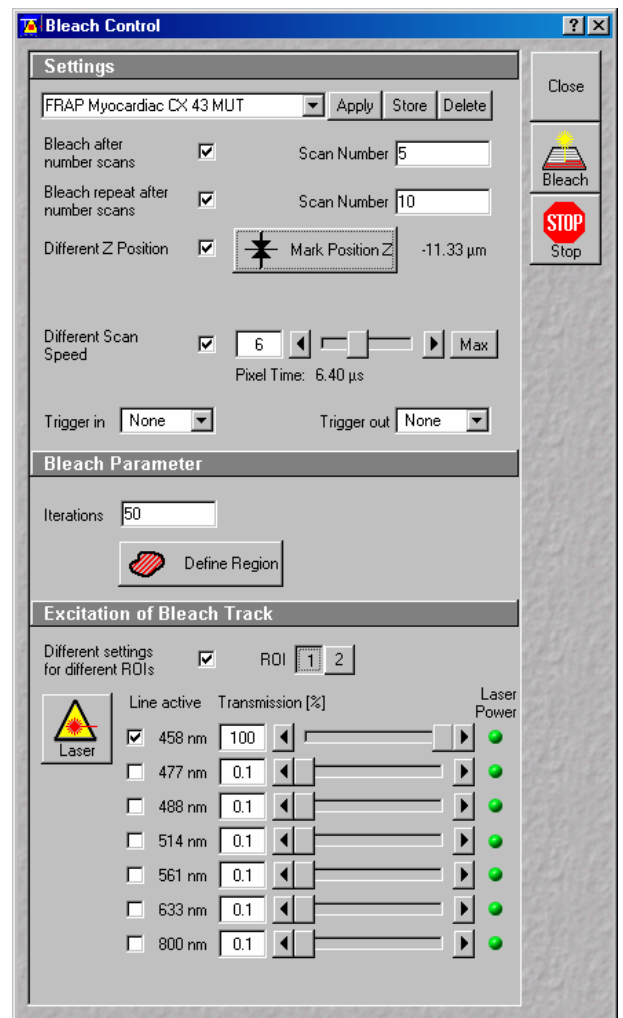 Bleach Control
Settings
Close
FRAP Myocardiac CX 43 MUT Apply Store Delete
Bleach after
number scans
Scan Number 5
Bleach
Bleach repeat after
number scans
Scan Number 10
STOP
Stop
Different Z Position Mark Position Z -11.33 µm
Different Scan
Speed
6 Max
Pixel Time: 6.40 µs
Trigger in None Trigger out None
Bleach Parameter
Iterations 50
Define Region
Excitation of Bleach Track
Different settings
for different ROIs
ROI 1 2
Laser
Line active Transmission [%] Laser
Power
458 nm 100
477 nm 0.1
488 nm 0.1
514 nm 0.1
561 nm 0.1
633 nm 0.1
800 nm 0.1